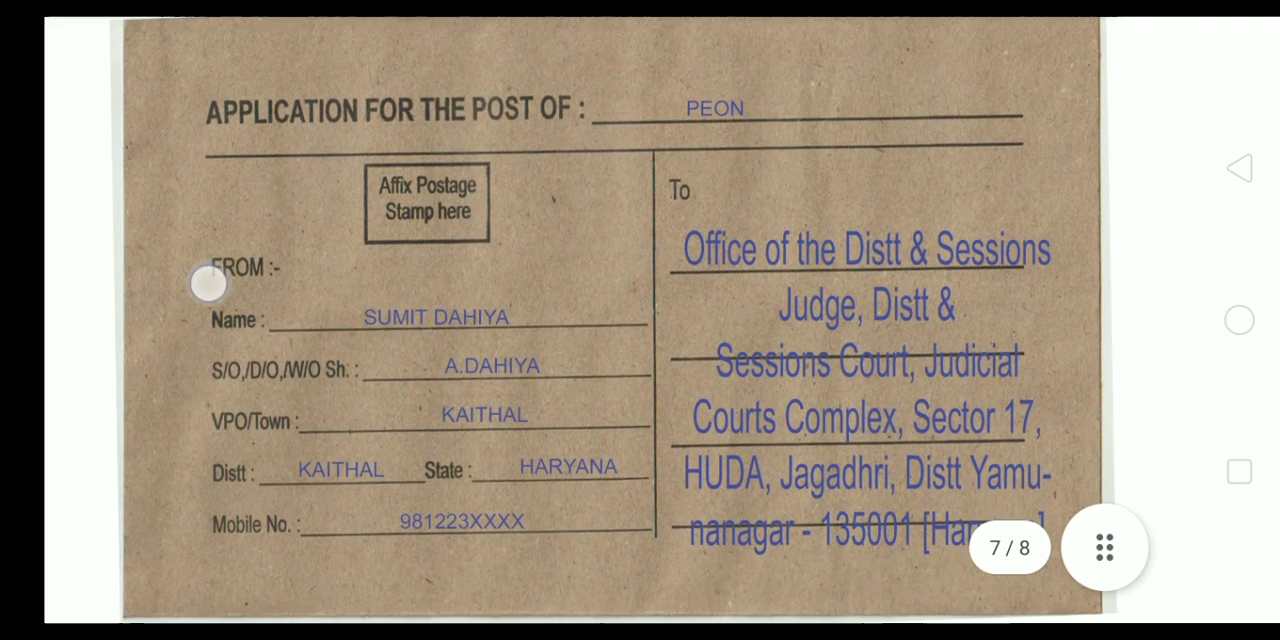 APPLICATION FOR THE POST OF : PEON
Affix Postage
Stamp here
FROM :-
Name : SUMIT DAHIYA
S/O,/D/O,/W/O Sh. : A.DAHIYA
VPO/Town : KAITHAL
Distt : KAITHAL State : HARYANA
Mobile No. : 981223XXXX
To
Office of the Distt & Sessions
Judge, Distt &
Sessions Court, Judicial
Courts Complex, Sector 17,
HUDA, Jagadhri, Distt Yamu-
nanagar - 135001
7 / 8